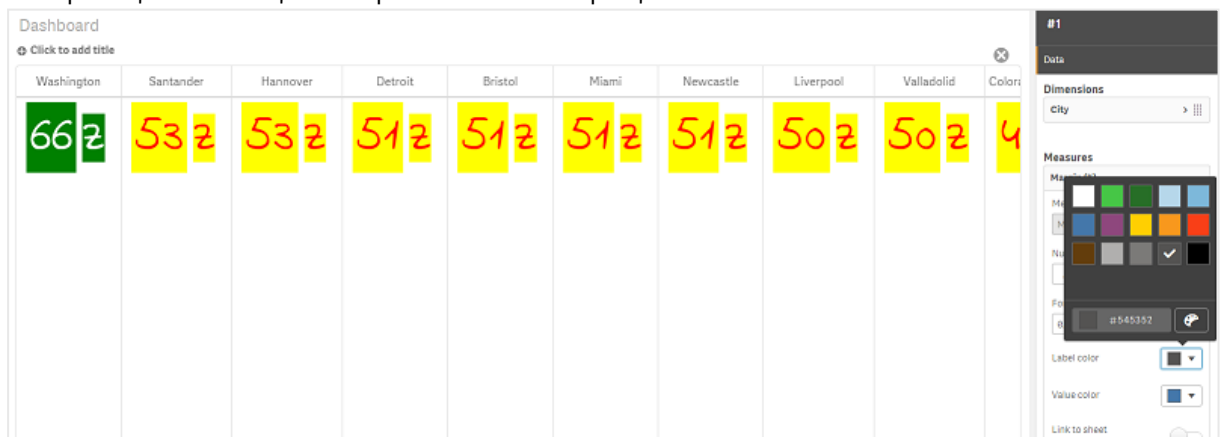 Dashboard
Click to add title
Washington Santander Hannover Detroit Bristol Miami Newcastle Liverpool Valladolid
66 z 53 z 53 z 51 z 51 z 51 z 51 z 50 z 50 z
#1
Data
Dimensions
City
Measures
#545352
Label color
Value color
Link to sheet